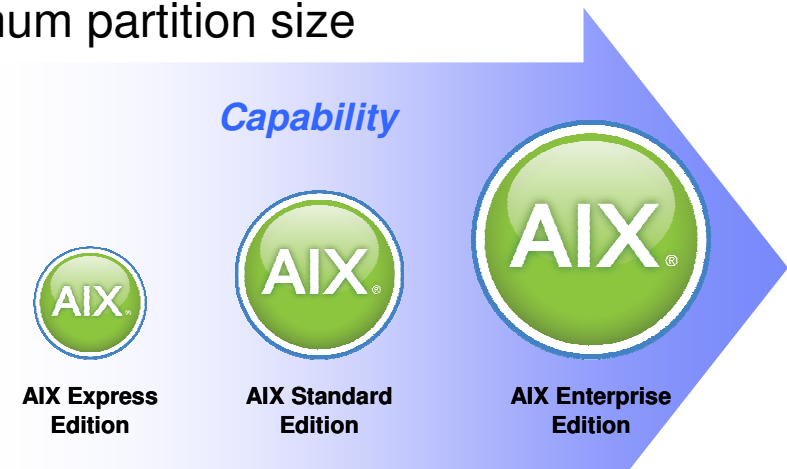 num partition size
Capability
AIX®
AIX®
AIX®
AIX Express
Edition
AIX Standard
Edition
AIX Enterprise
Edition